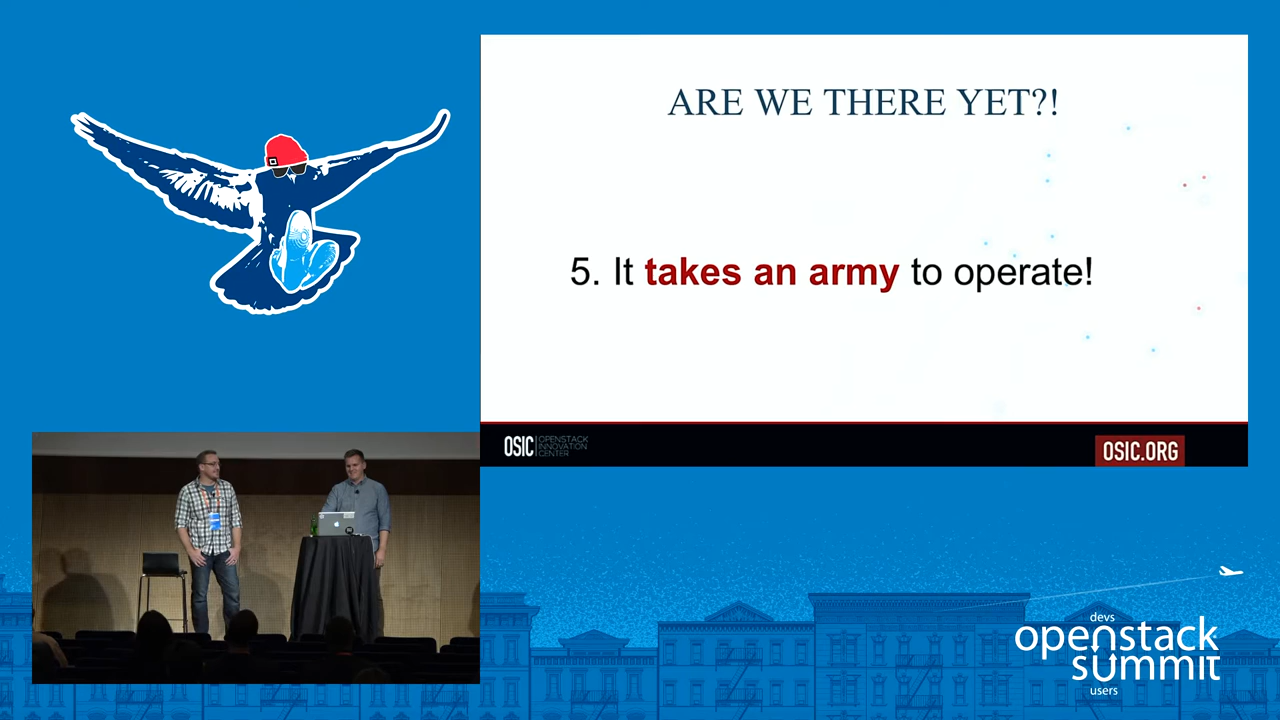 ARE WE THERE YET?!
5. It takes an army to operate!
OSIC
OPENSTACK
INNOVATION
CENTER
OSIC.ORG
devs
openstack
summit
users